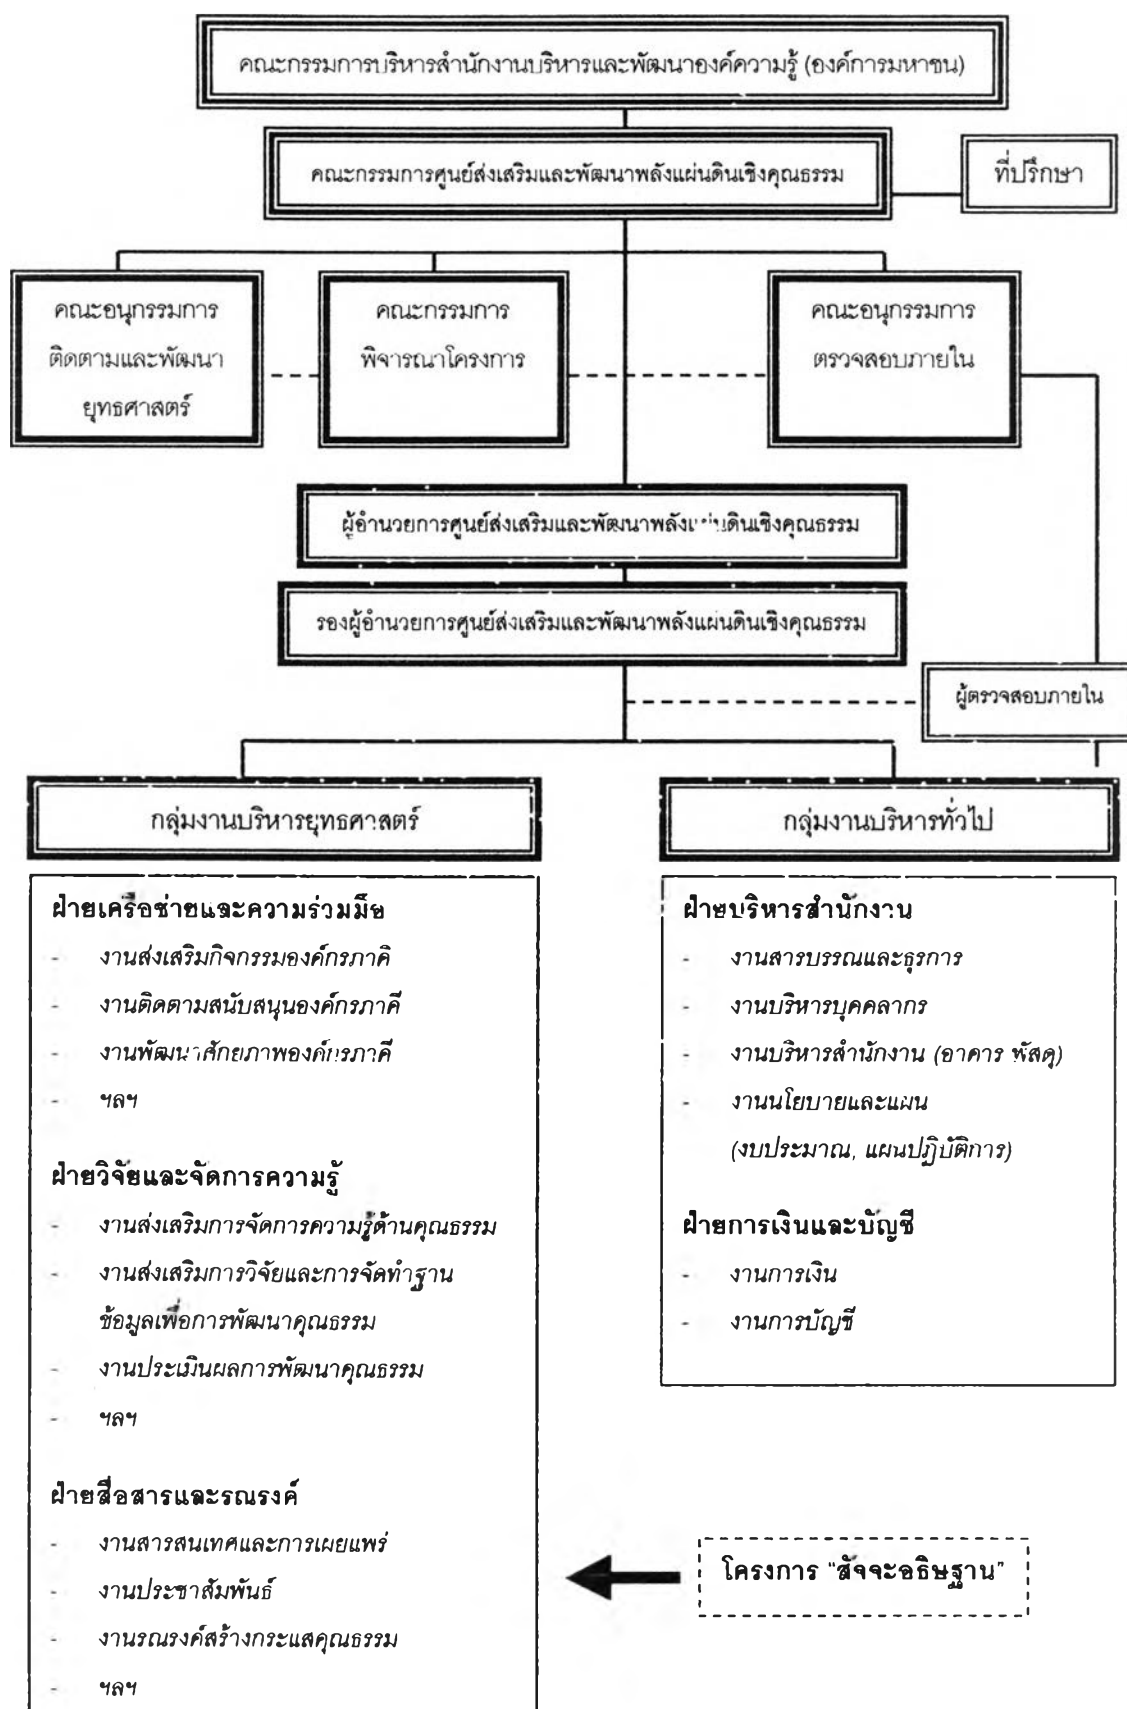 คณะกรรมการบริหารสำนักงานบริหารและพัฒนาองค์ความรู้ (องค์การมหาชน)
คณะกรรมการศูนย์ส่งเสริมและพัฒนาพลังแผ่นดินเชิงคุณธรรม
ที่ปรึกษา
คณะอนุกรรมการ
ติดตามและพัฒนา
ยุทธศาสตร์
คณะกรรมการ
พิจารณาโครงการ
คณะอนุกรรมการ
ตรวจสอบภายใน
ผู้อำนวยการศูนย์ส่งเสริมและพัฒนาพลังแผ่นดินเชิงคุณธรรม
รองผู้อำนวยการศูนย์ส่งเสริมและพัฒนาพลังแผ่นดินเชิงคุณธรรม
ผู้ตรวจสอบภายใน
กลุ่มงานบริหารยุทธศาสตร์
ฝ่ายเครือข่ายและความร่วมมือ
- งานส่งเสริมกิจกรรมองค์กรภาคี
- งานติดตามสนับสนุนองค์กรภาคี
- งานพัฒนาศักยภาพองค์กรภาคี
- ฯลฯ
ฝ่ายวิจัยและจัดการความรู้
- งานส่งเสริมการจัดการความรู้ด้านคุณธรรม
- งานส่งเสริมการวิจัยและการจัดทำฐาน
ข้อมูลเพื่อการพัฒนาคุณธรรม
- งานประเมินผลการพัฒนาคุณธรรม
- ฯลฯ
ฝ่ายสื่อสารและรณรงค์
- งานสารสนเทศและการเผยแพร่
- งานประชาสัมพันธ์
- งานรณรงค์สร้างกระแสคุณธรรม
- ฯลฯ
กลุ่มงานบริหารทั่วไป
ฝ่ายบริหารสำนักงาน
- งานสารบรรณและธุรการ
- งานบริหารบุคคลากร
- งานบริหารสำนักงาน (อาคาร พัสดุ)
- งานนโยบายและแผน
(งบประมาณ, แผนปฏิบัติการ)
ฝ่ายการเงินและบัญชี
- งานการเงิน
- งานการบัญชี
โครงการ "สัจจะอธิษฐาน"